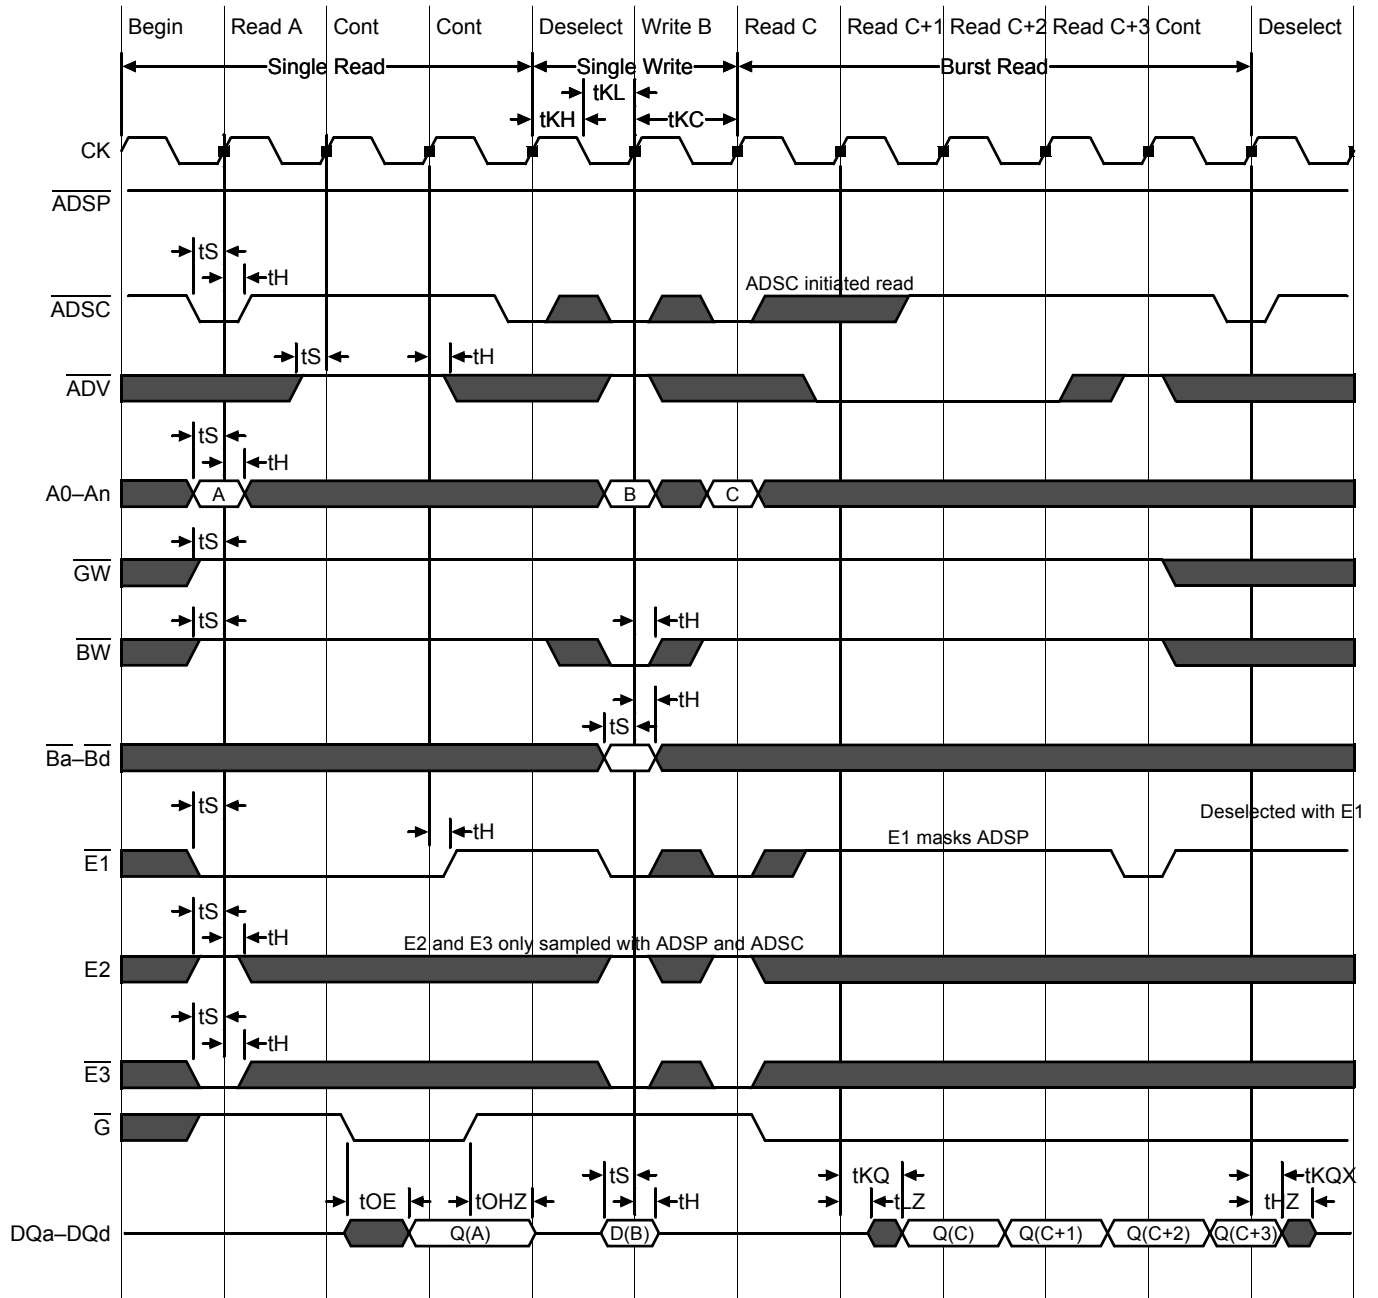 Begin Read A Cont Cont Deselect Write B Read C Read C+1 Read C+2 Read C+3 Cont Deselect
Single Read Single Write Burst Read
tKL
tKH tKC
CK
ADSP
tS
tH
ADSC initiated read
ADSC
tS tH
ADV
tS
tH
A0–An A B C
tS
GW
tS tH
BW
tH
tS
Ba–Bd
tS
Deselected with E1
tH
E1 masks ADSP
E1
tS
tH
E2 and E3 only sampled with ADSP and ADSC
E2
tS
tH
E3
G
tS tKQ tKQX
tOE tOHZ tH tLZ tHZ
DQa–DQd Q(A) D(B) Q(C) Q(C+1) Q(C+2) Q(C+3)